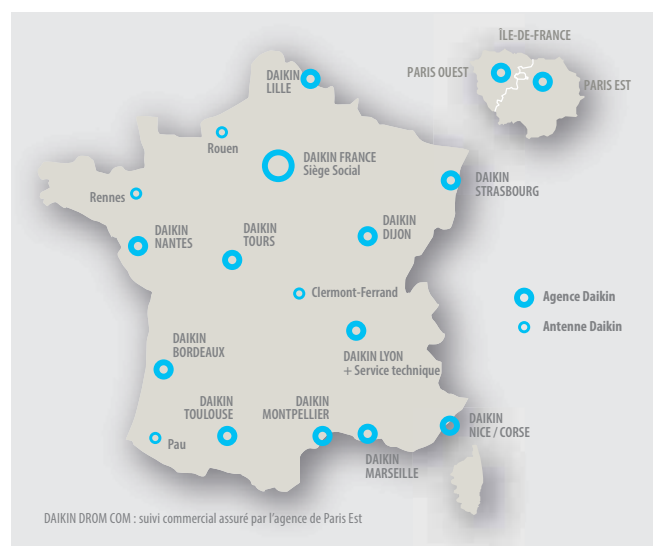 ÎLE-DE-FRANCE
PARIS OUEST
PARIS EST
DAIKIN
LILLE
Rouen
DAIKIN FRANCE
Siège Social
DAIKIN
STRASBOURG
Rennes
DAIKIN
NANTES
DAIKIN
TOURS
DAIKIN
DIJON
Clermont-Ferrand
Agence Daikin
Antenne Daikin
DAIKIN
BORDEAUX
DAIKIN LYON
+ Service technique
DAIKIN
TOULOUSE
DAIKIN
MONTPELLIER
DAIKIN
NICE / CORSE
Pau
DAIKIN
MARSEILLE
DAIKIN DROM COM : suivi commercial assuré par l'agence de Paris Est